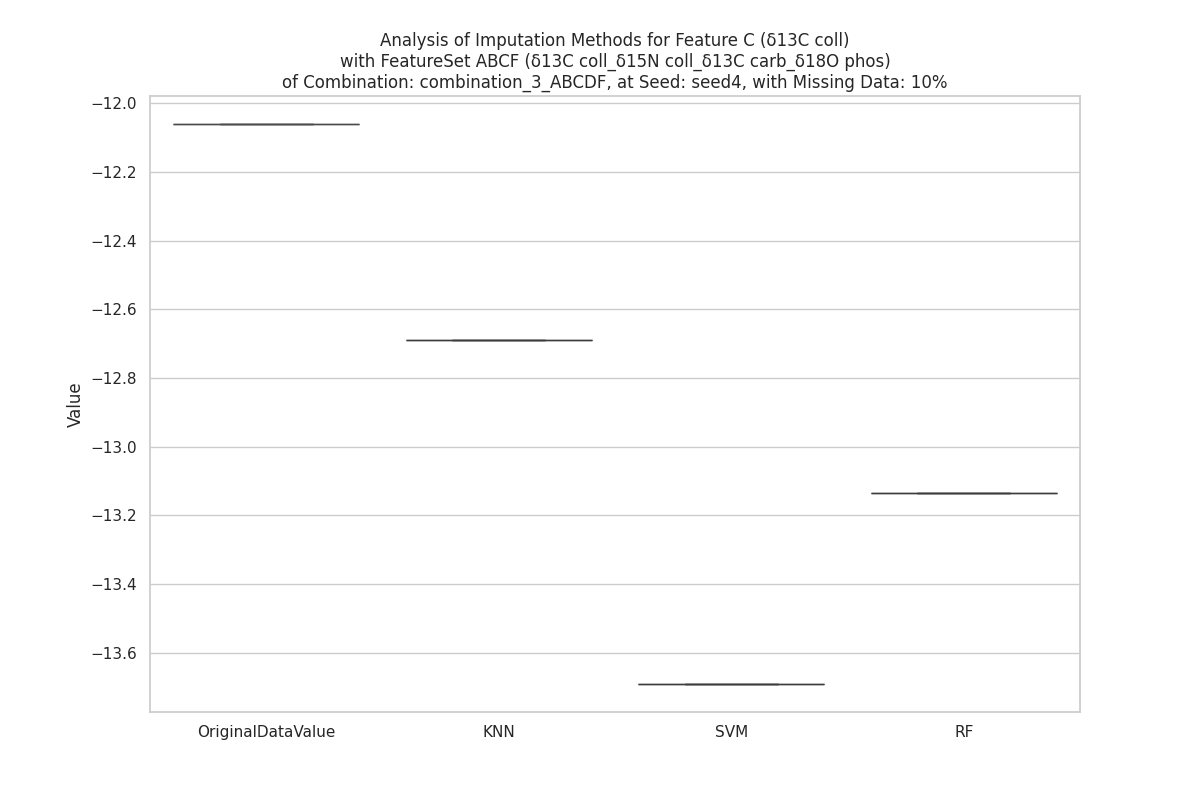 Analysis of Imputation Methods for Feature C (δ13C coll)
with FeatureSet ABCF (δ13C coll_δ15N coll_δ13C carb_δ18O phos)
of Combination: combination_3_ABCDF, at Seed: seed4, with Missing Data: 10%
−12.0
−12.2
−12.4
−12.6
−12.8
−13.0
−13.2
−13.4
−13.6
Value
OriginalDataValue
KNN
SVM
RF